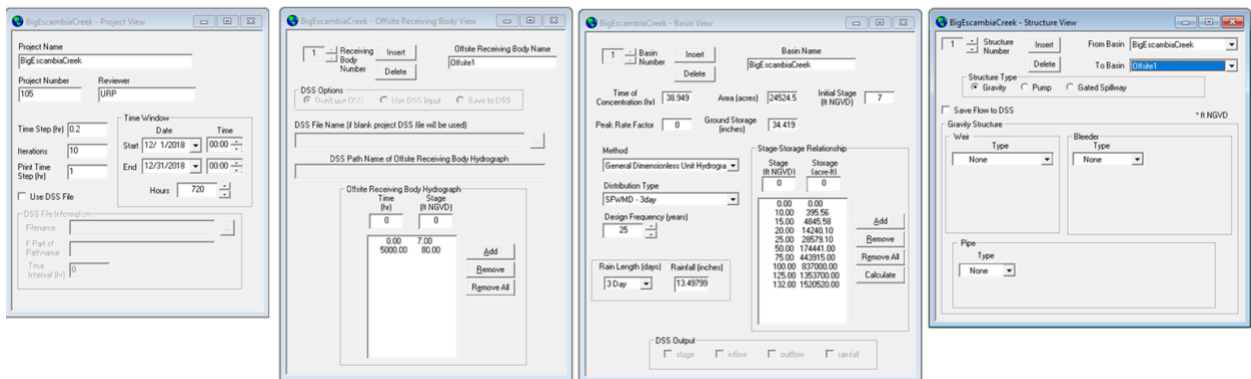 BigEscambiaCreek - Project View
Project Name
BigEscambiaCreek
Project Number Reviewer
105 URP
Time Step (hr) 0.2
Iterations 10
Print Time Step (hr) 1
Time Window
Date Time
Start 12/ 1/2018 00:00
End 12/31/2018 00:00
Hours 720
Use DSS File
DSS File Information
Filename:
...
F Part of Pathname:
Time Interval (hr) 0
BigEscambiaCreek - Offsite Receiving Body View
1 Receiving Body Number
Insert
Delete
Offsite Receiving Body Name
Offsite1
DSS Options
Don't use DSS Use DSS Input Save to DSS
DSS File Name (if blank project DSS file will be used)
...
DSS Path Name of Offsite Receiving Body Hydrograph
Offsite Receiving Body Hydrograph
Time (hr) Stage (ft NGVD)
0 0
0.00 7.00
5000.00 80.00
Add
Remove
Remove All
BigEscambiaCreek - Basin View
1 Basin Number
Insert
Delete
Basin Name
BigEscambiaCreek
Time of Concentration (hr) 38.949 Area (acres) 24524.5 Initial Stage (ft NGVD) 7
Peak Rate Factor 0 Ground Storage (inches) 34.419
Method
General Dimensionless Unit Hydrogra
Distribution Type
SFWMD - 3day
Design Frequency (years)
25
Rain Length (days) Rainfall (inches)
3 Day 13.49799
Stage-Storage Relationship
Stage (ft NGVD) Storage (acre-ft)
0 0
0.00 0.00
10.00 395.56
15.00 4845.58
20.00 14240.10
25.00 28579.10
50.00 174441.00
75.00 443915.00
100.00 837000.00
125.00 1353700.00
132.00 1520520.00
Add
Remove
Remove All
Calculate
DSS Output
stage inflow outflow rainfall
BigEscambiaCreek - Structure View
1 Structure Number
Insert
Delete
From Basin BigEscambiaCreek
To Basin Offsite1
Structure Type
Gravity Pump Gated Spillway
Save Flow to DSS
* ft NGVD
Gravity Structure
Weir
Type
None
Bleeder
Type
None
Pipe
Type
None